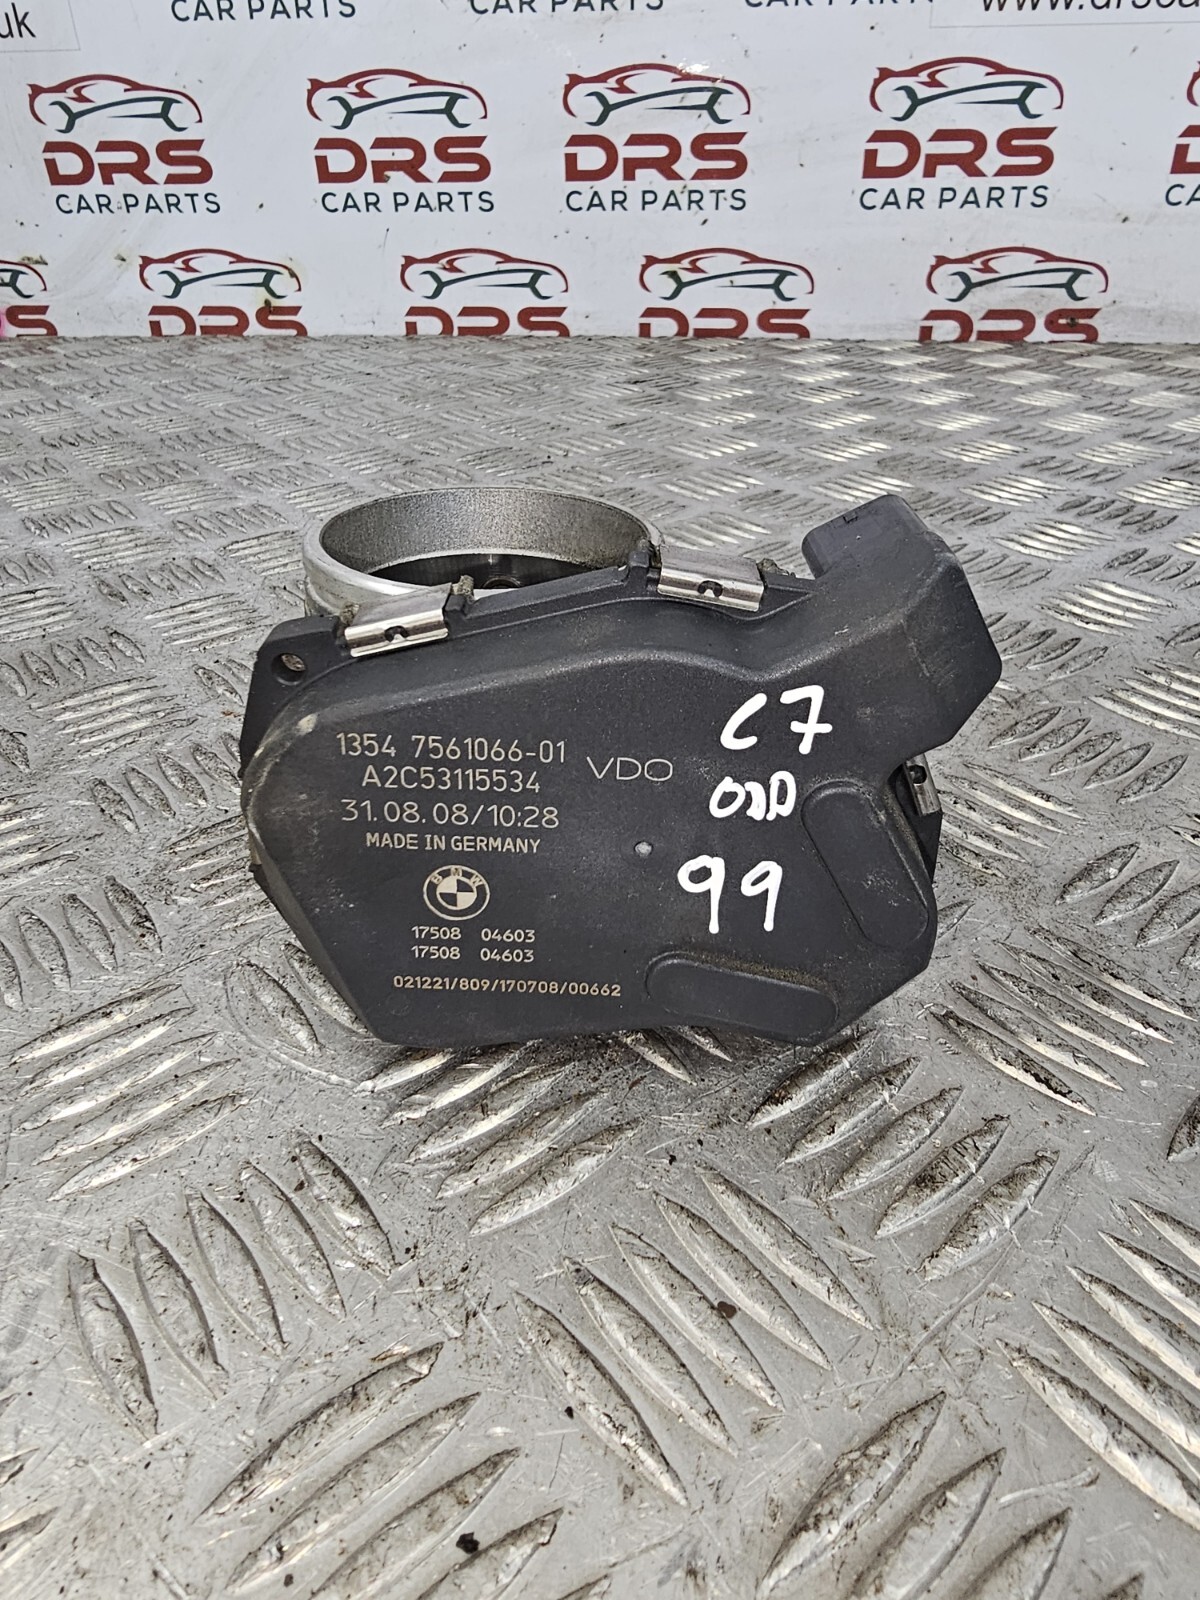 uk
CAR PARTS
CAR PARTS
CAR PARTS
DRS
CAR PARTS
DRS
CAR PARTS
DRS
CAR PARTS
DRS
CAR PARTS
DRS
DRS
DRS
DRS
1354 7561066-01
A2C53115534
VDO
31.08.08/10:28
MADE IN GERMANY
BMW
17508 04603
17508 04603
021221/809/170708/00662
C7
99